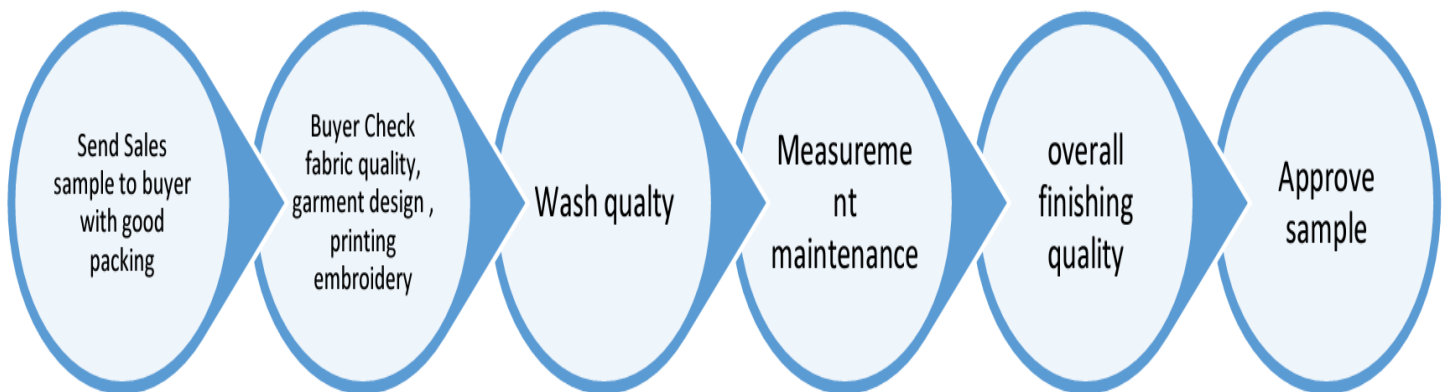 Send Sales
sample to buyer
with good
packing
Buyer Check
fabric quality,
garment design ,
printing
embroidery
Wash qualty
Measureme
nt
maintenance
overall
finishing
quality
Approve
sample